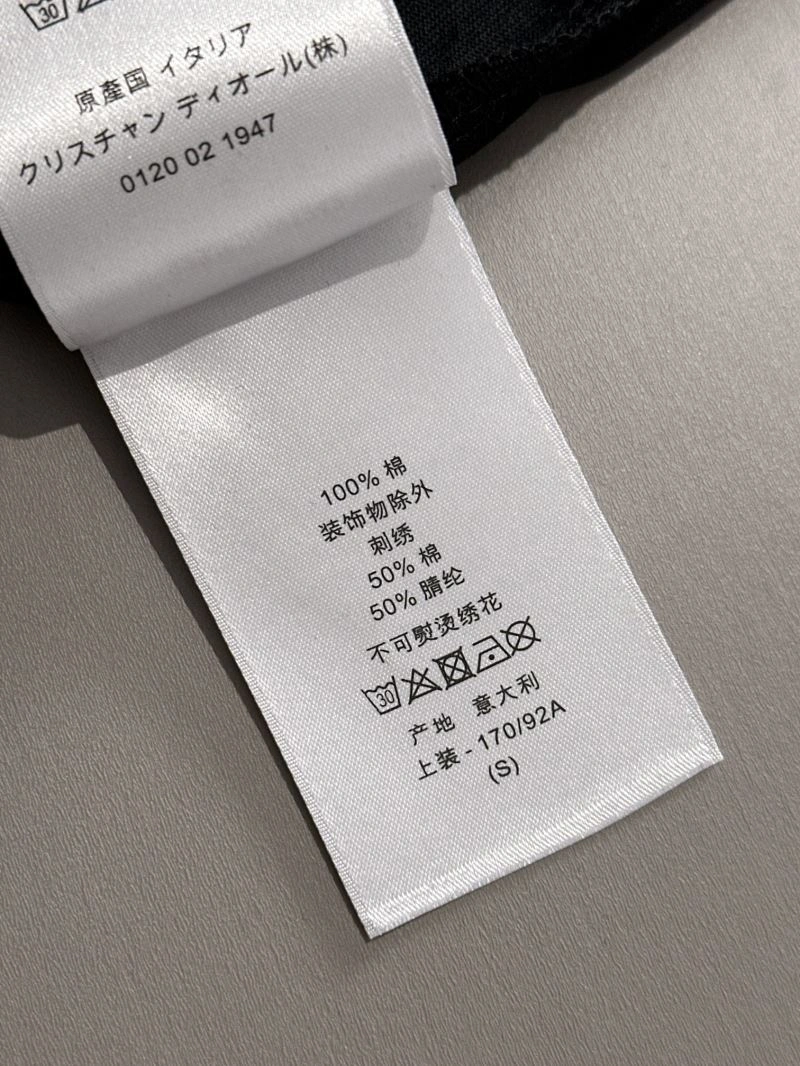 30
原産国 イタリア
クリスチャン ディオール(株)
0120 02 1947
100% 棉
装饰物除外
刺绣
50% 棉
50% 腈纶
不可熨烫绣花
30
产地 意大利
上装 - 170/92A
(S)